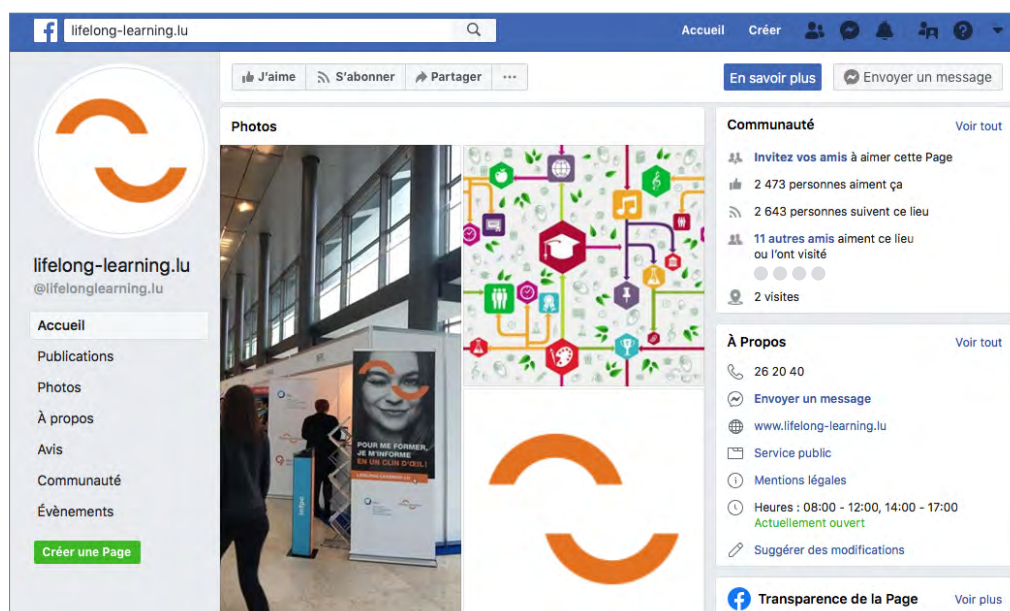 lifelong-learning.lu
Accueil
Créer
J'aime
S'abonner
Partager
En savoir plus
Envoyer un message
lifelong-learning.lu
@lifelonglearning.lu
Accueil
Publications
Photos
À propos
Avis
Communauté
Évènements
Créer une Page
Photos
POUR ME FORMER,
JE M'INFORME
EN UN CLIN D'ŒIL!
LIFELONG-LEARNING.LU
infpc
Communauté
Voir tout
Invitez vos amis à aimer cette Page
2 473 personnes aiment ça
2 643 personnes suivent ce lieu
11 autres amis aiment ce lieu
ou l'ont visité
2 visites
À Propos
Voir tout
26 20 40
Envoyer un message
www.lifelong-learning.lu
Service public
Mentions légales
Heures : 08:00 - 12:00, 14:00 - 17:00
Actuellement ouvert
Suggérer des modifications
Transparence de la Page
Voir plus